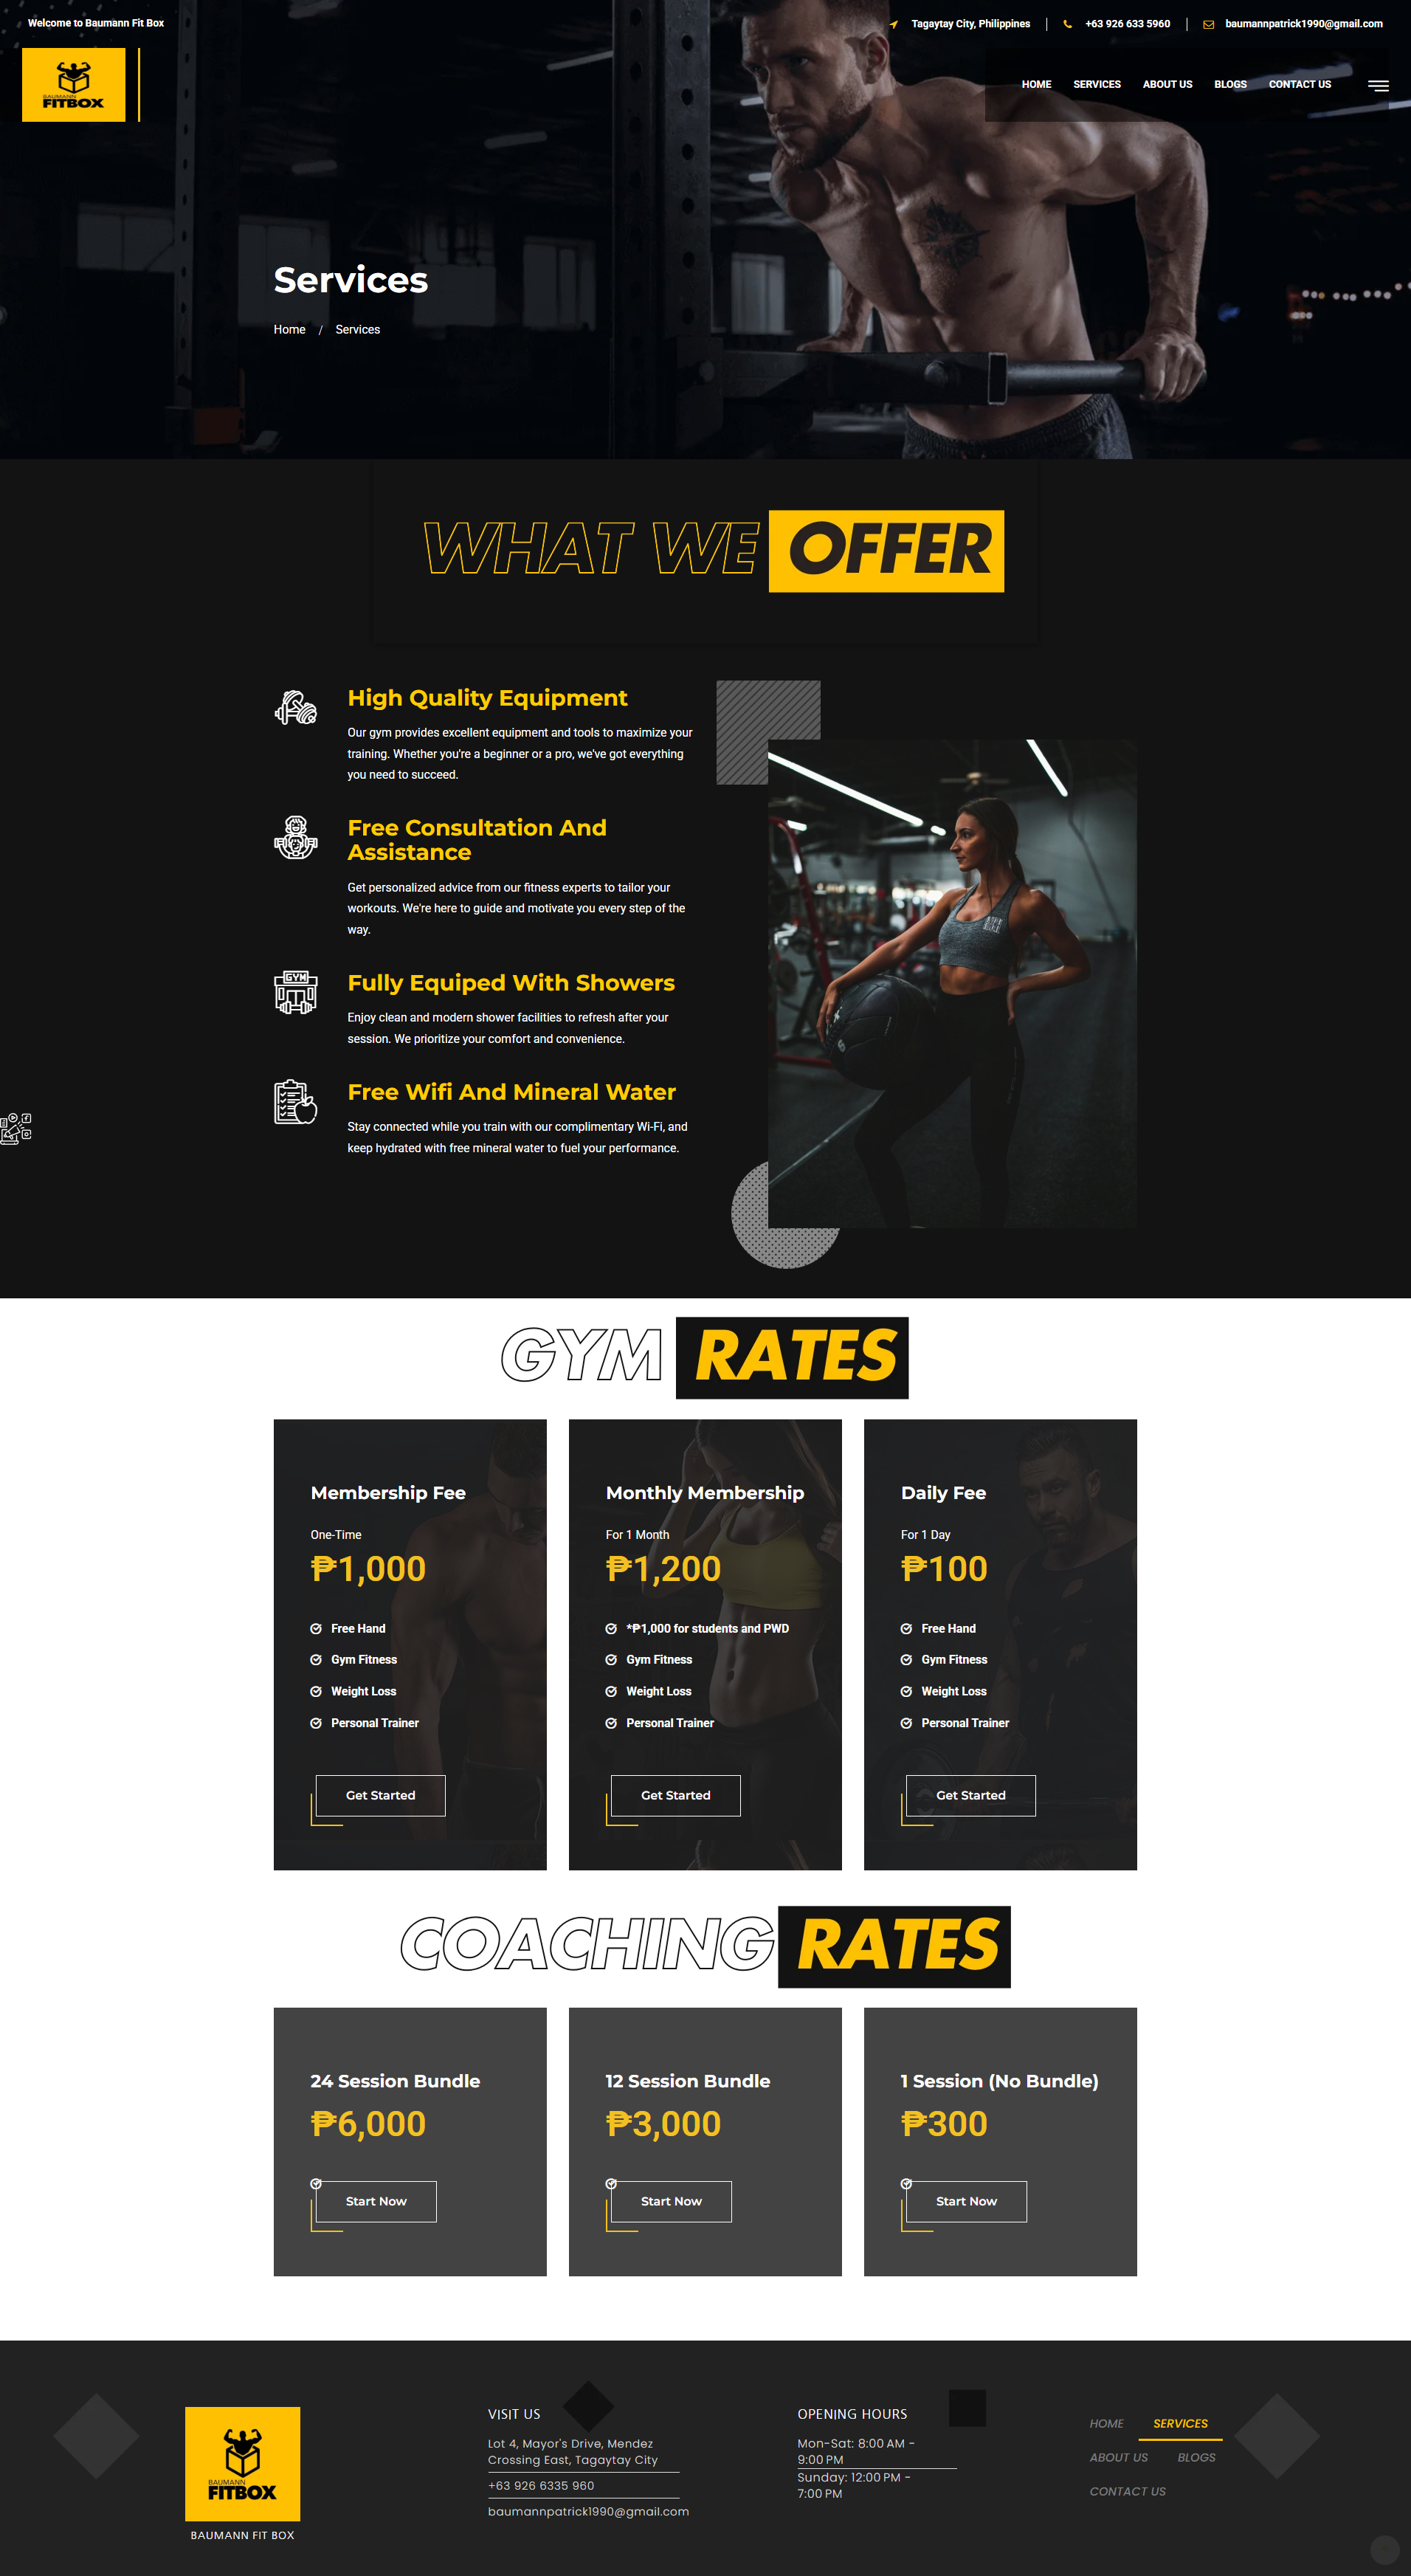 Welcome to Baumann Fit Box
Tagaytay City, Philippines
+63 926 633 5960
baumannpatrick1990@gmail.com
BAUMANN
FITBOX
HOME
SERVICES
ABOUT US
BLOGS
CONTACT US
Services
Home / Services
WHAT WE OFFER
High Quality Equipment
Our gym provides excellent equipment and tools to maximize your
training. Whether you're a beginner or a pro, we've got everything
you need to succeed.
Free Consultation And
Assistance
Get personalized advice from our fitness experts to tailor your
workouts. We're here to guide and motivate you every step of the
way.
GYM
Fully Equiped With Showers
Enjoy clean and modern shower facilities to refresh after your
session. We prioritize your comfort and convenience.
Free Wifi And Mineral Water
Stay connected while you train with our complimentary Wi-Fi, and
keep hydrated with free mineral water to fuel your performance.
GYM RATES
Membership Fee
One-Time
₱1,000
Free Hand
Gym Fitness
Weight Loss
Personal Trainer
Get Started
Monthly Membership
For 1 Month
₱1,200
*₱1,000 for students and PWD
Gym Fitness
Weight Loss
Personal Trainer
Get Started
Daily Fee
For 1 Day
₱100
Free Hand
Gym Fitness
Weight Loss
Personal Trainer
Get Started
COACHING RATES
24 Session Bundle
₱6,000
Start Now
12 Session Bundle
₱3,000
Start Now
1 Session (No Bundle)
₱300
Start Now
BAUMANN
FITBOX
BAUMANN FIT BOX
VISIT US
Lot 4, Mayor's Drive, Mendez
Crossing East, Tagaytay City
+63 926 6335 960
baumannpatrick1990@gmail.com
OPENING HOURS
Mon-Sat: 8:00 AM -
9:00 PM
Sunday: 12:00 PM -
7:00 PM
HOME
SERVICES
ABOUT US
BLOGS
CONTACT US